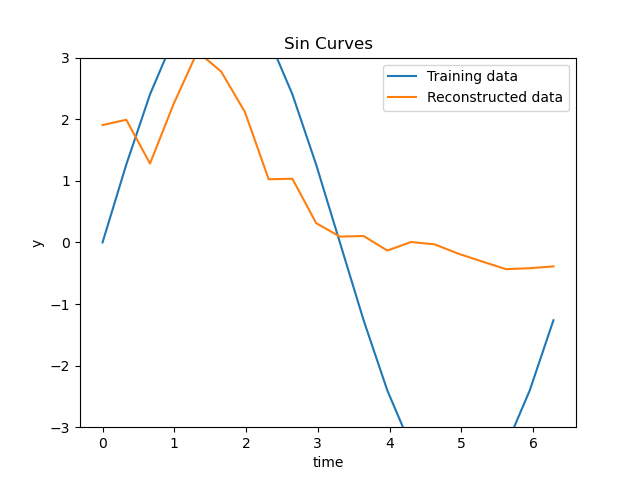 Sin Curves
Training data
Reconstructed data
3
2
1
0
−1
−2
−3
y
0 1 2 3 4 5 6
time